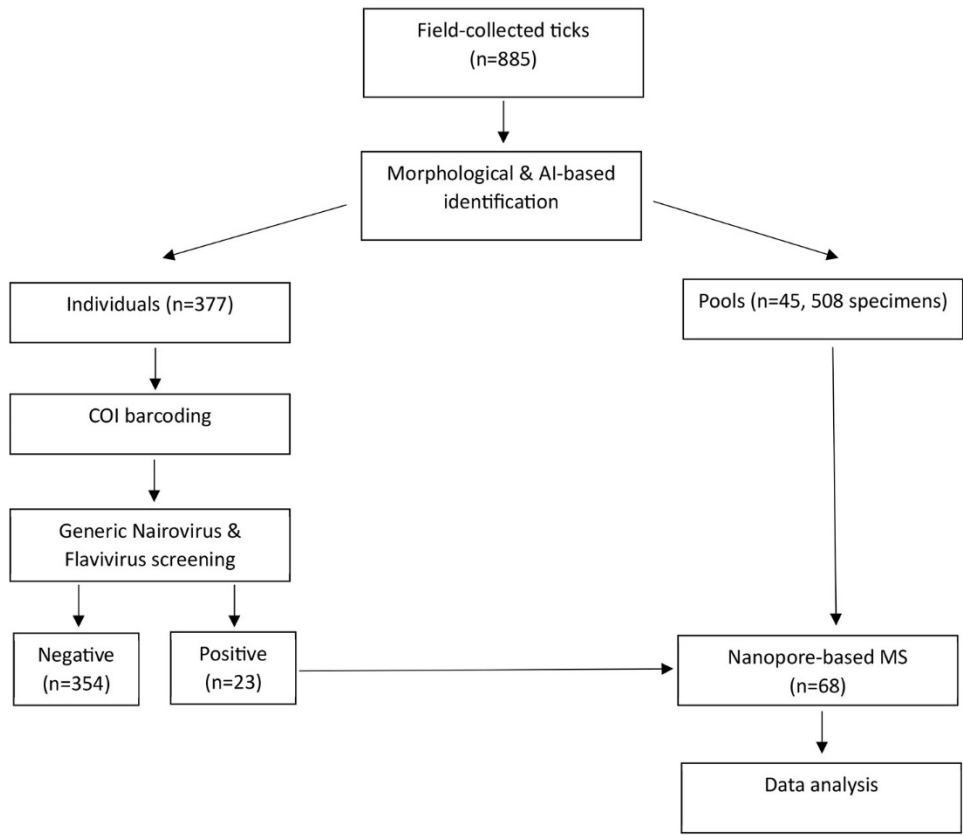 Field-collected ticks
(n=885)
Morphological & AI-based
identification
Individuals (n=377)
Pools (n=45, 508 specimens)
COI barcoding
Generic Nairovirus &
Flavivirus screening
Negative
(n=354)
Positive
(n=23)
Nanopore-based MS
(n=68)
Data analysis